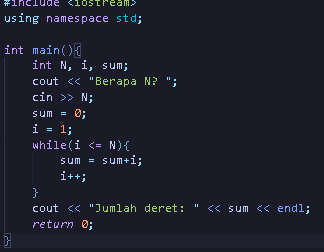 #include <iostream>
using namespace std;

int main(){
    int N, i, sum;
    cout << "Berapa N? ";
    cin >> N;
    sum = 0;
    i = 1;
    while(i <= N){
        sum = sum+i;
        i++;
    }
    cout << "Jumlah deret: " << sum << endl;
    return 0;
}